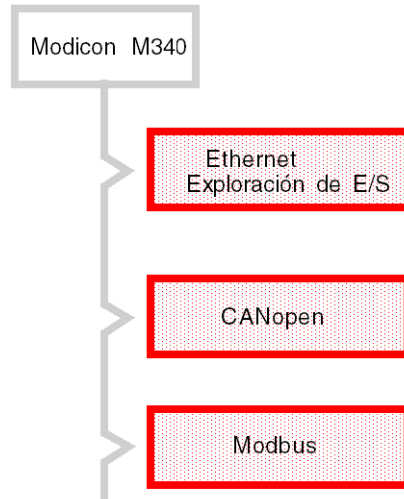 Modicon M340
Ethernet
Exploración de E/S
CANopen
Modbus